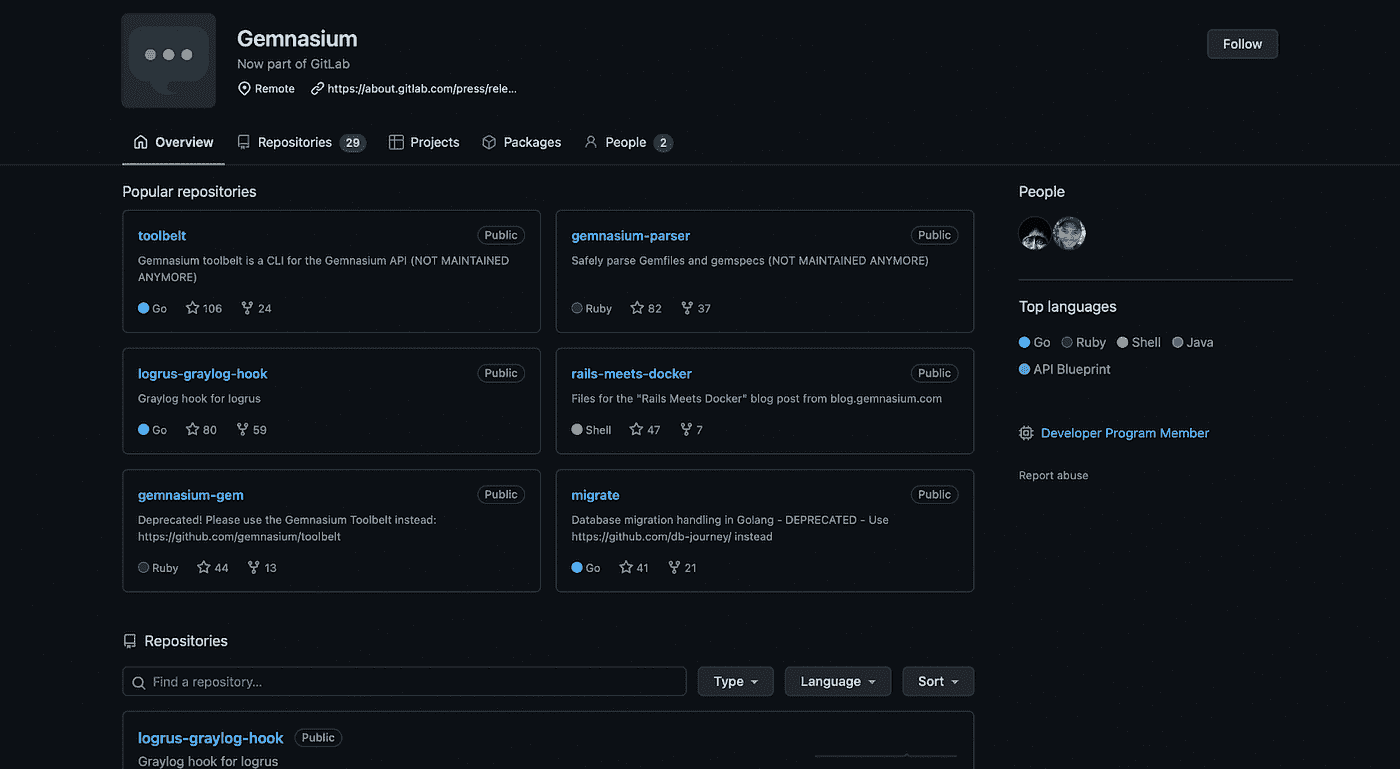 Gemnasium
Now part of GitLab
Remote https://about.gitlab.com/press/rele...
Follow
Overview Repositories 29 Projects Packages People 2
Popular repositories
toolbelt Public
Gemnasium toolbelt is a CLI for the Gemnasium API (NOT MAINTAINED
ANYMORE)
Go 106 24
gemnasium-parser Public
Safely parse Gemfiles and gemspecs (NOT MAINTAINED ANYMORE)
Ruby 82 37
logrus-graylog-hook Public
Graylog hook for logrus
Go 80 59
rails-meets-docker Public
Files for the "Rails Meets Docker" blog post from blog.gemnasium.com
Shell 47 7
gemnasium-gem Public
Deprecated! Please use the Gemnasium Toolbelt instead:
https://github.com/gemnasium/toolbelt
Ruby 44 13
migrate Public
Database migration handling in Golang - DEPRECATED - Use
https://github.com/db-journey/ instead
Go 41 21
People
Top languages
Go Ruby Shell Java
API Blueprint
Developer Program Member
Report abuse
Repositories
Find a repository...
Type Language Sort
logrus-graylog-hook Public
Graylog hook for logrus